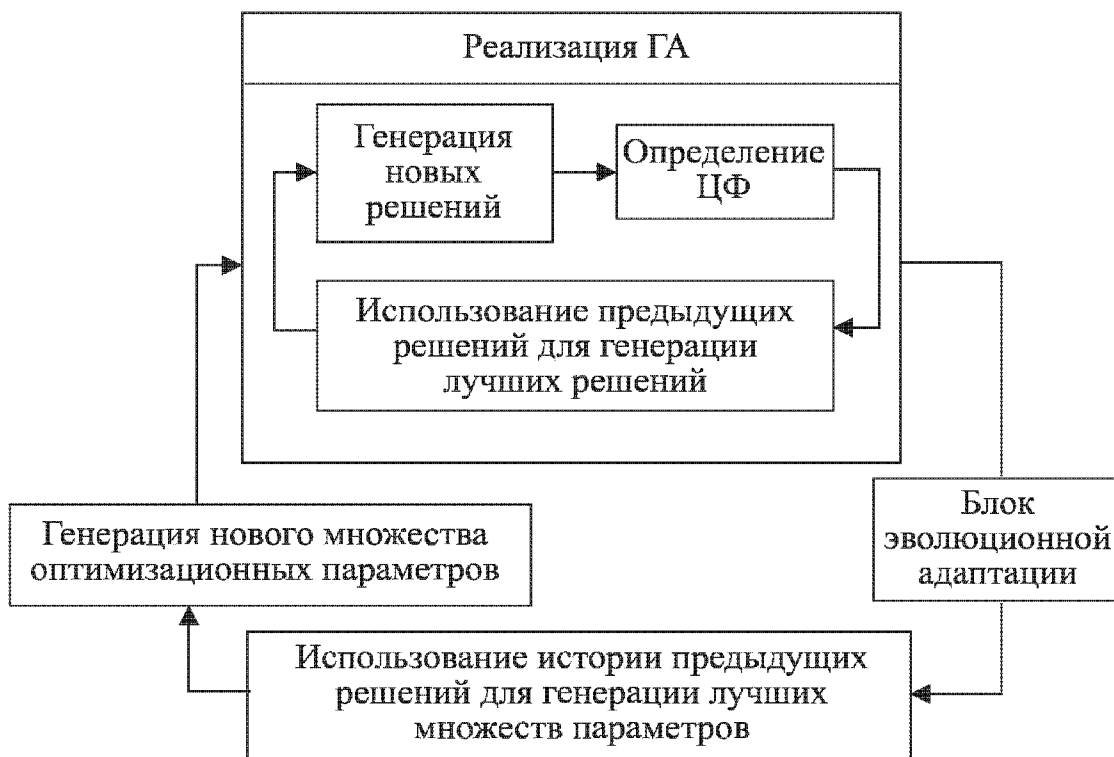 Реализация ГА
Генерация
новых
решений
Определение
ЦФ
Использование предыдущих
решений для генерации
лучших решений
Генерация нового множества
оптимизационных параметров
Блок
эволюционной
адаптации
Использование истории предыдущих
решений для генерации лучших
множеств параметров